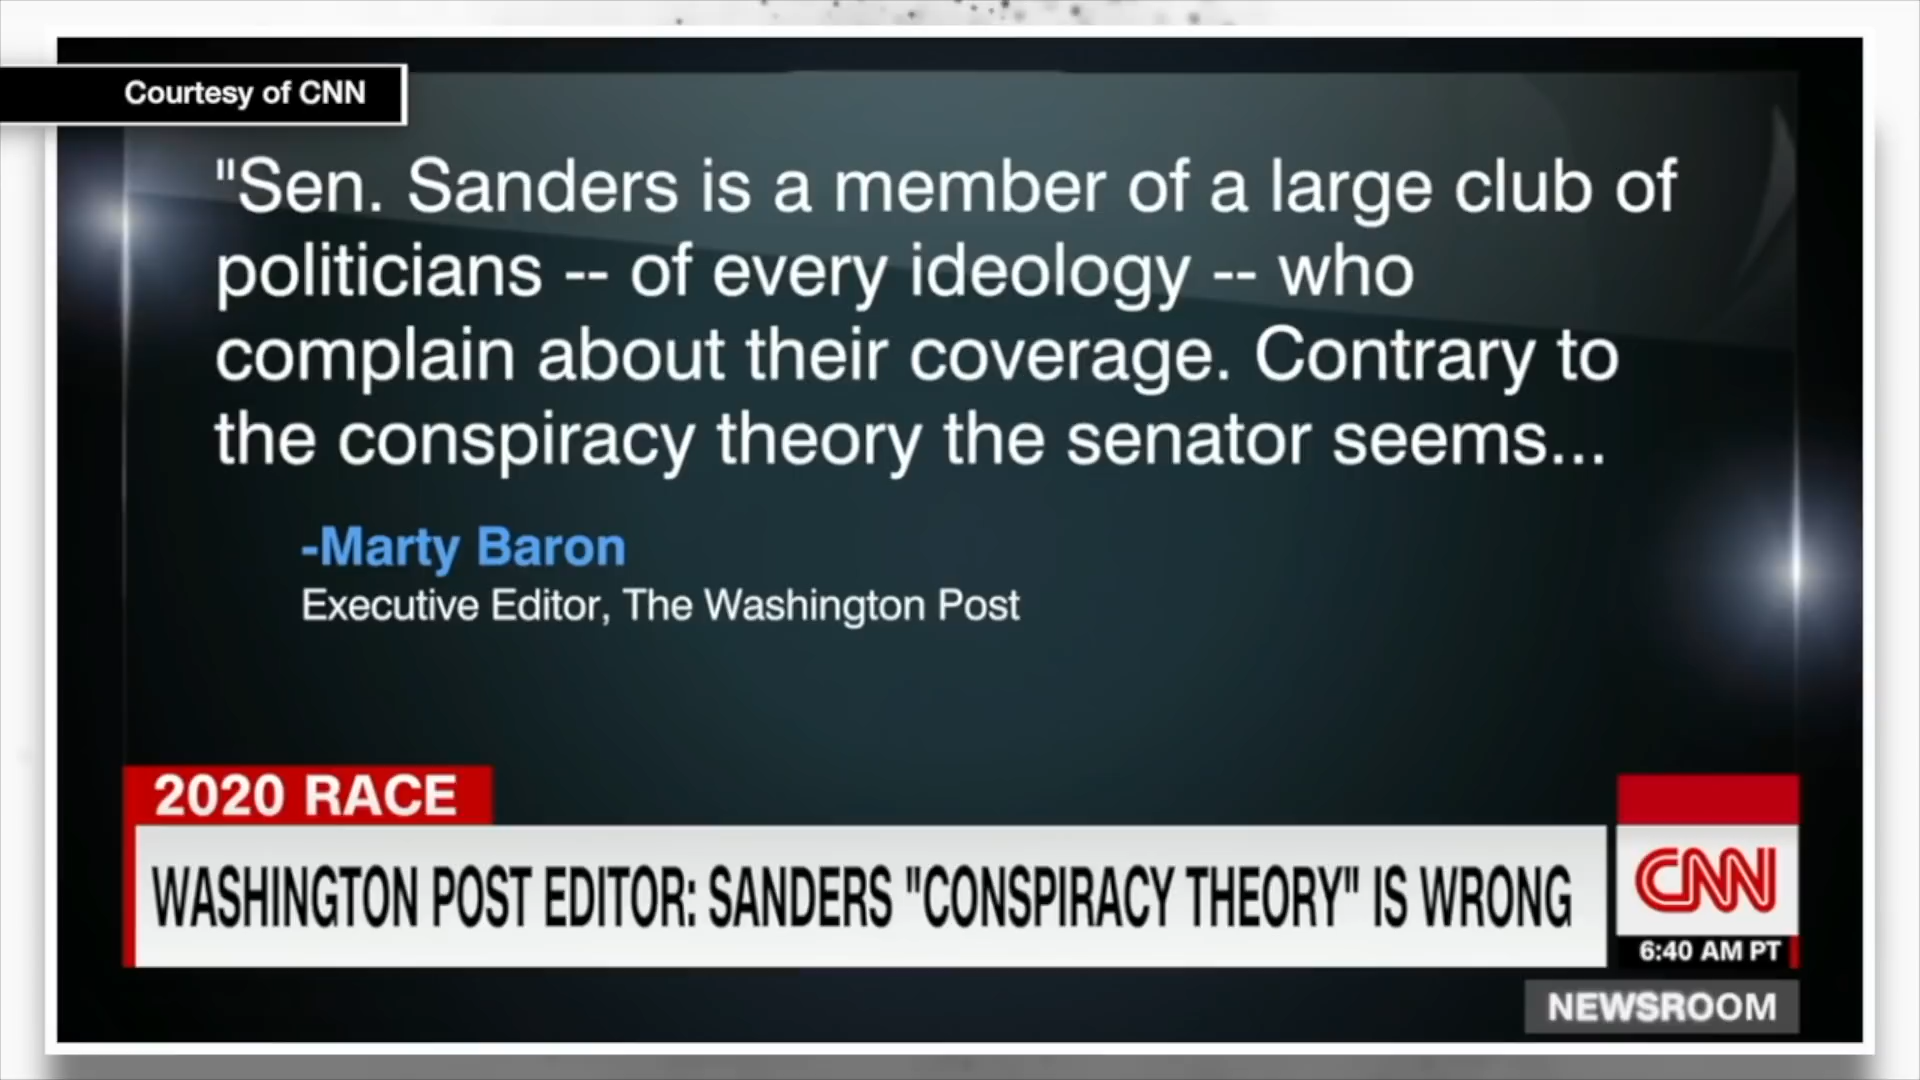 Courtesy of CNN
"Sen. Sanders is a member of a large club of
politicians -- of every ideology -- who
complain about their coverage. Contrary to
the conspiracy theory the senator seems...
-Marty Baron
Executive Editor, The Washington Post
2020 RACE
WASHINGTON POST EDITOR: SANDERS "CONSPIRACY THEORY" IS WRONG
CNN
6:40 AM PT
NEWSROOM